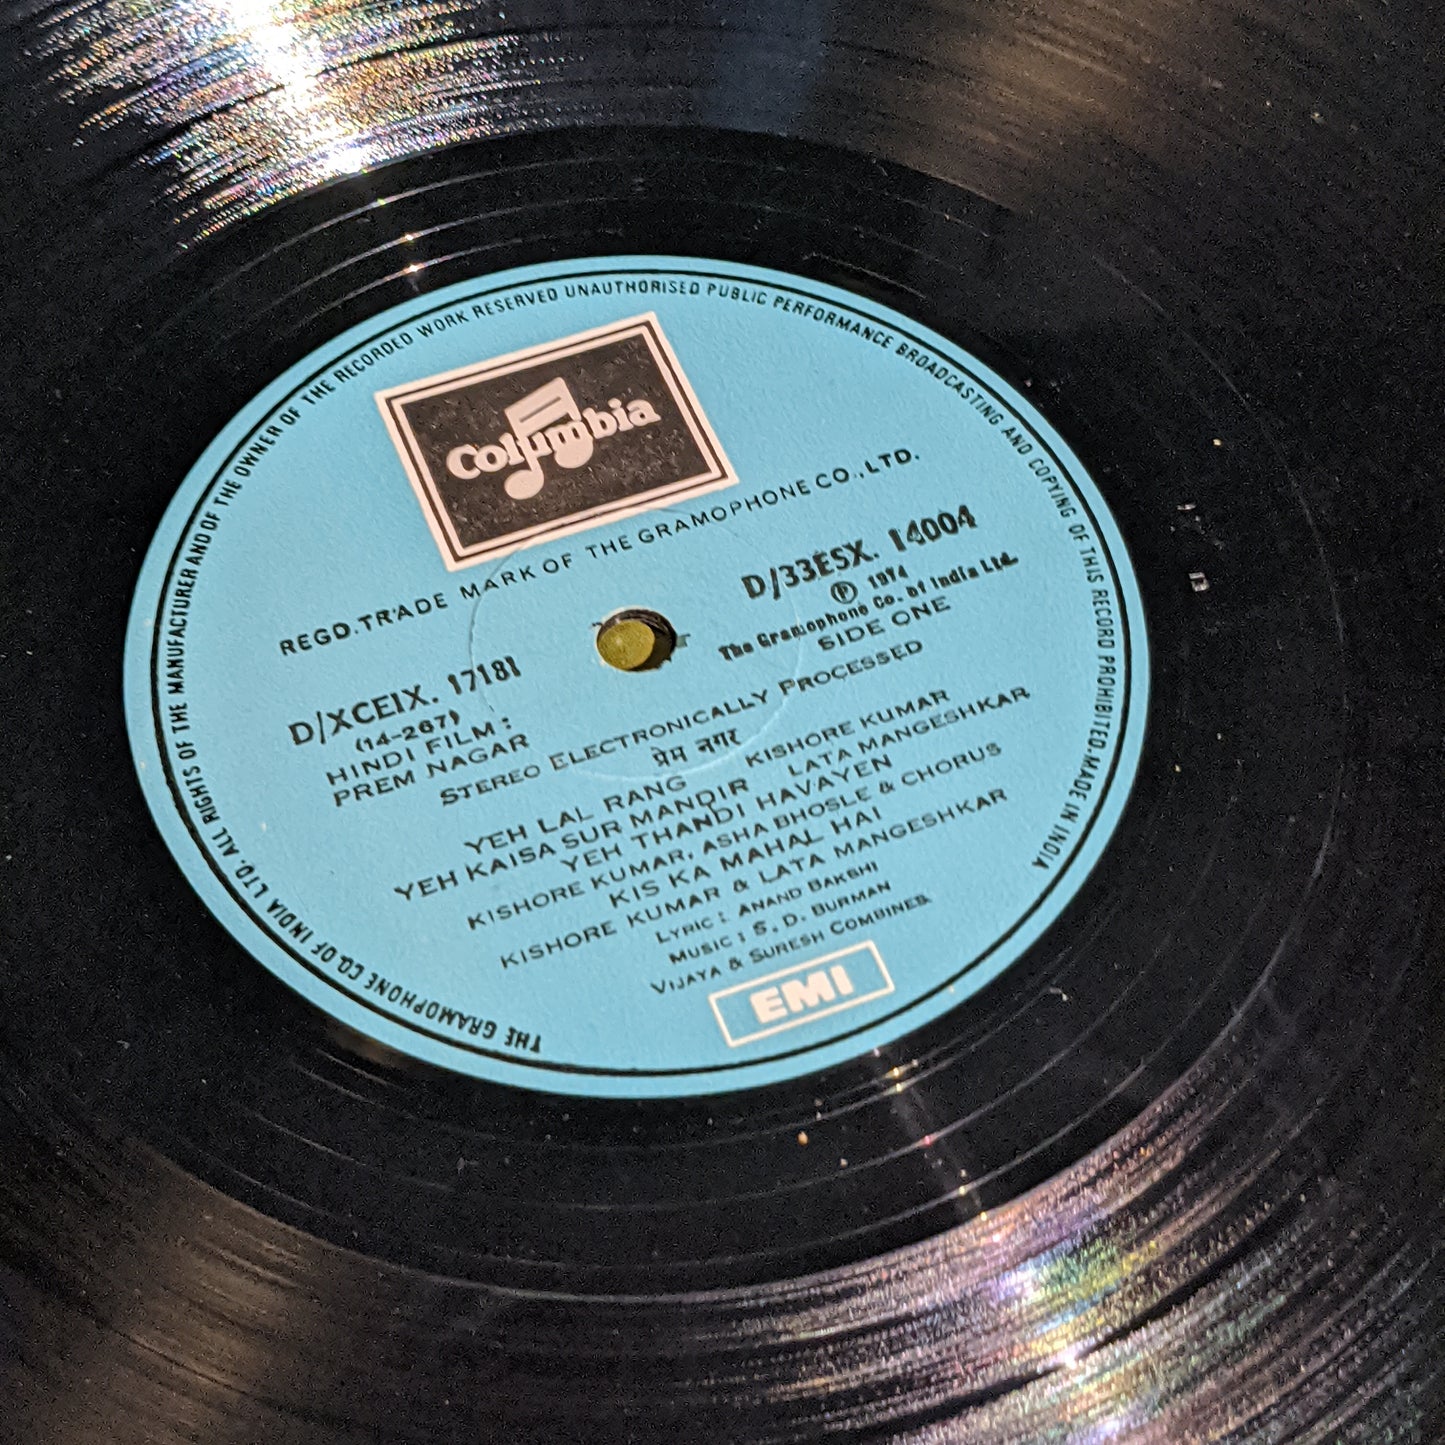 THE GRAMOPHONE CO. OF INDIA LTD. ALL RIGHTS OF THE MANUFACTURER AND OF THE OWNER OF THE RECORDED WORK RESERVED UNAUTHORISED PUBLIC PERFORMANCE BROADCASTING AND COPYING OF THIS RECORD PROHIBITED. MADE IN INDIA
Columbia
REGD. TRADE MARK OF THE GRAMOPHONE CO., LTD.
D/33ESX. 14004
℗ 1974
The Gramophone Co. of India Ltd.
SIDE ONE
D/XCEIX. 17181
(14-267)
HINDI FILM:
PREM NAGAR
STEREO ELECTRONICALLY PROCESSED
प्रेम नगर
YEH LAL RANG KISHORE KUMAR
YEH KAISA SUR MANDIR LATA MANGESHKAR
YEH THANDI HAVAYEN
KISHORE KUMAR, ASHA BHOSLE & CHORUS
KIS KA MAHAL HAI
KISHORE KUMAR & LATA MANGESHKAR
LYRIC: ANAND BAKSHI
MUSIC: S. D. BURMAN
VIJAYA & SURESH COMBINES
EMI